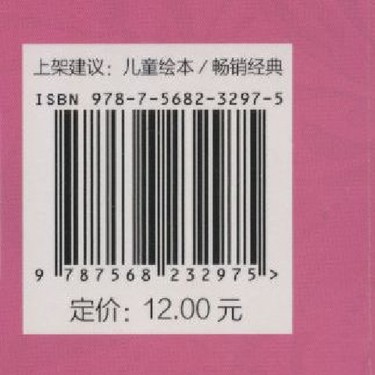 上架建议：儿童绘本/畅销经典
ISBN 978-7-5682-3297-5
9 787568 232975 >
定价：12.00 元